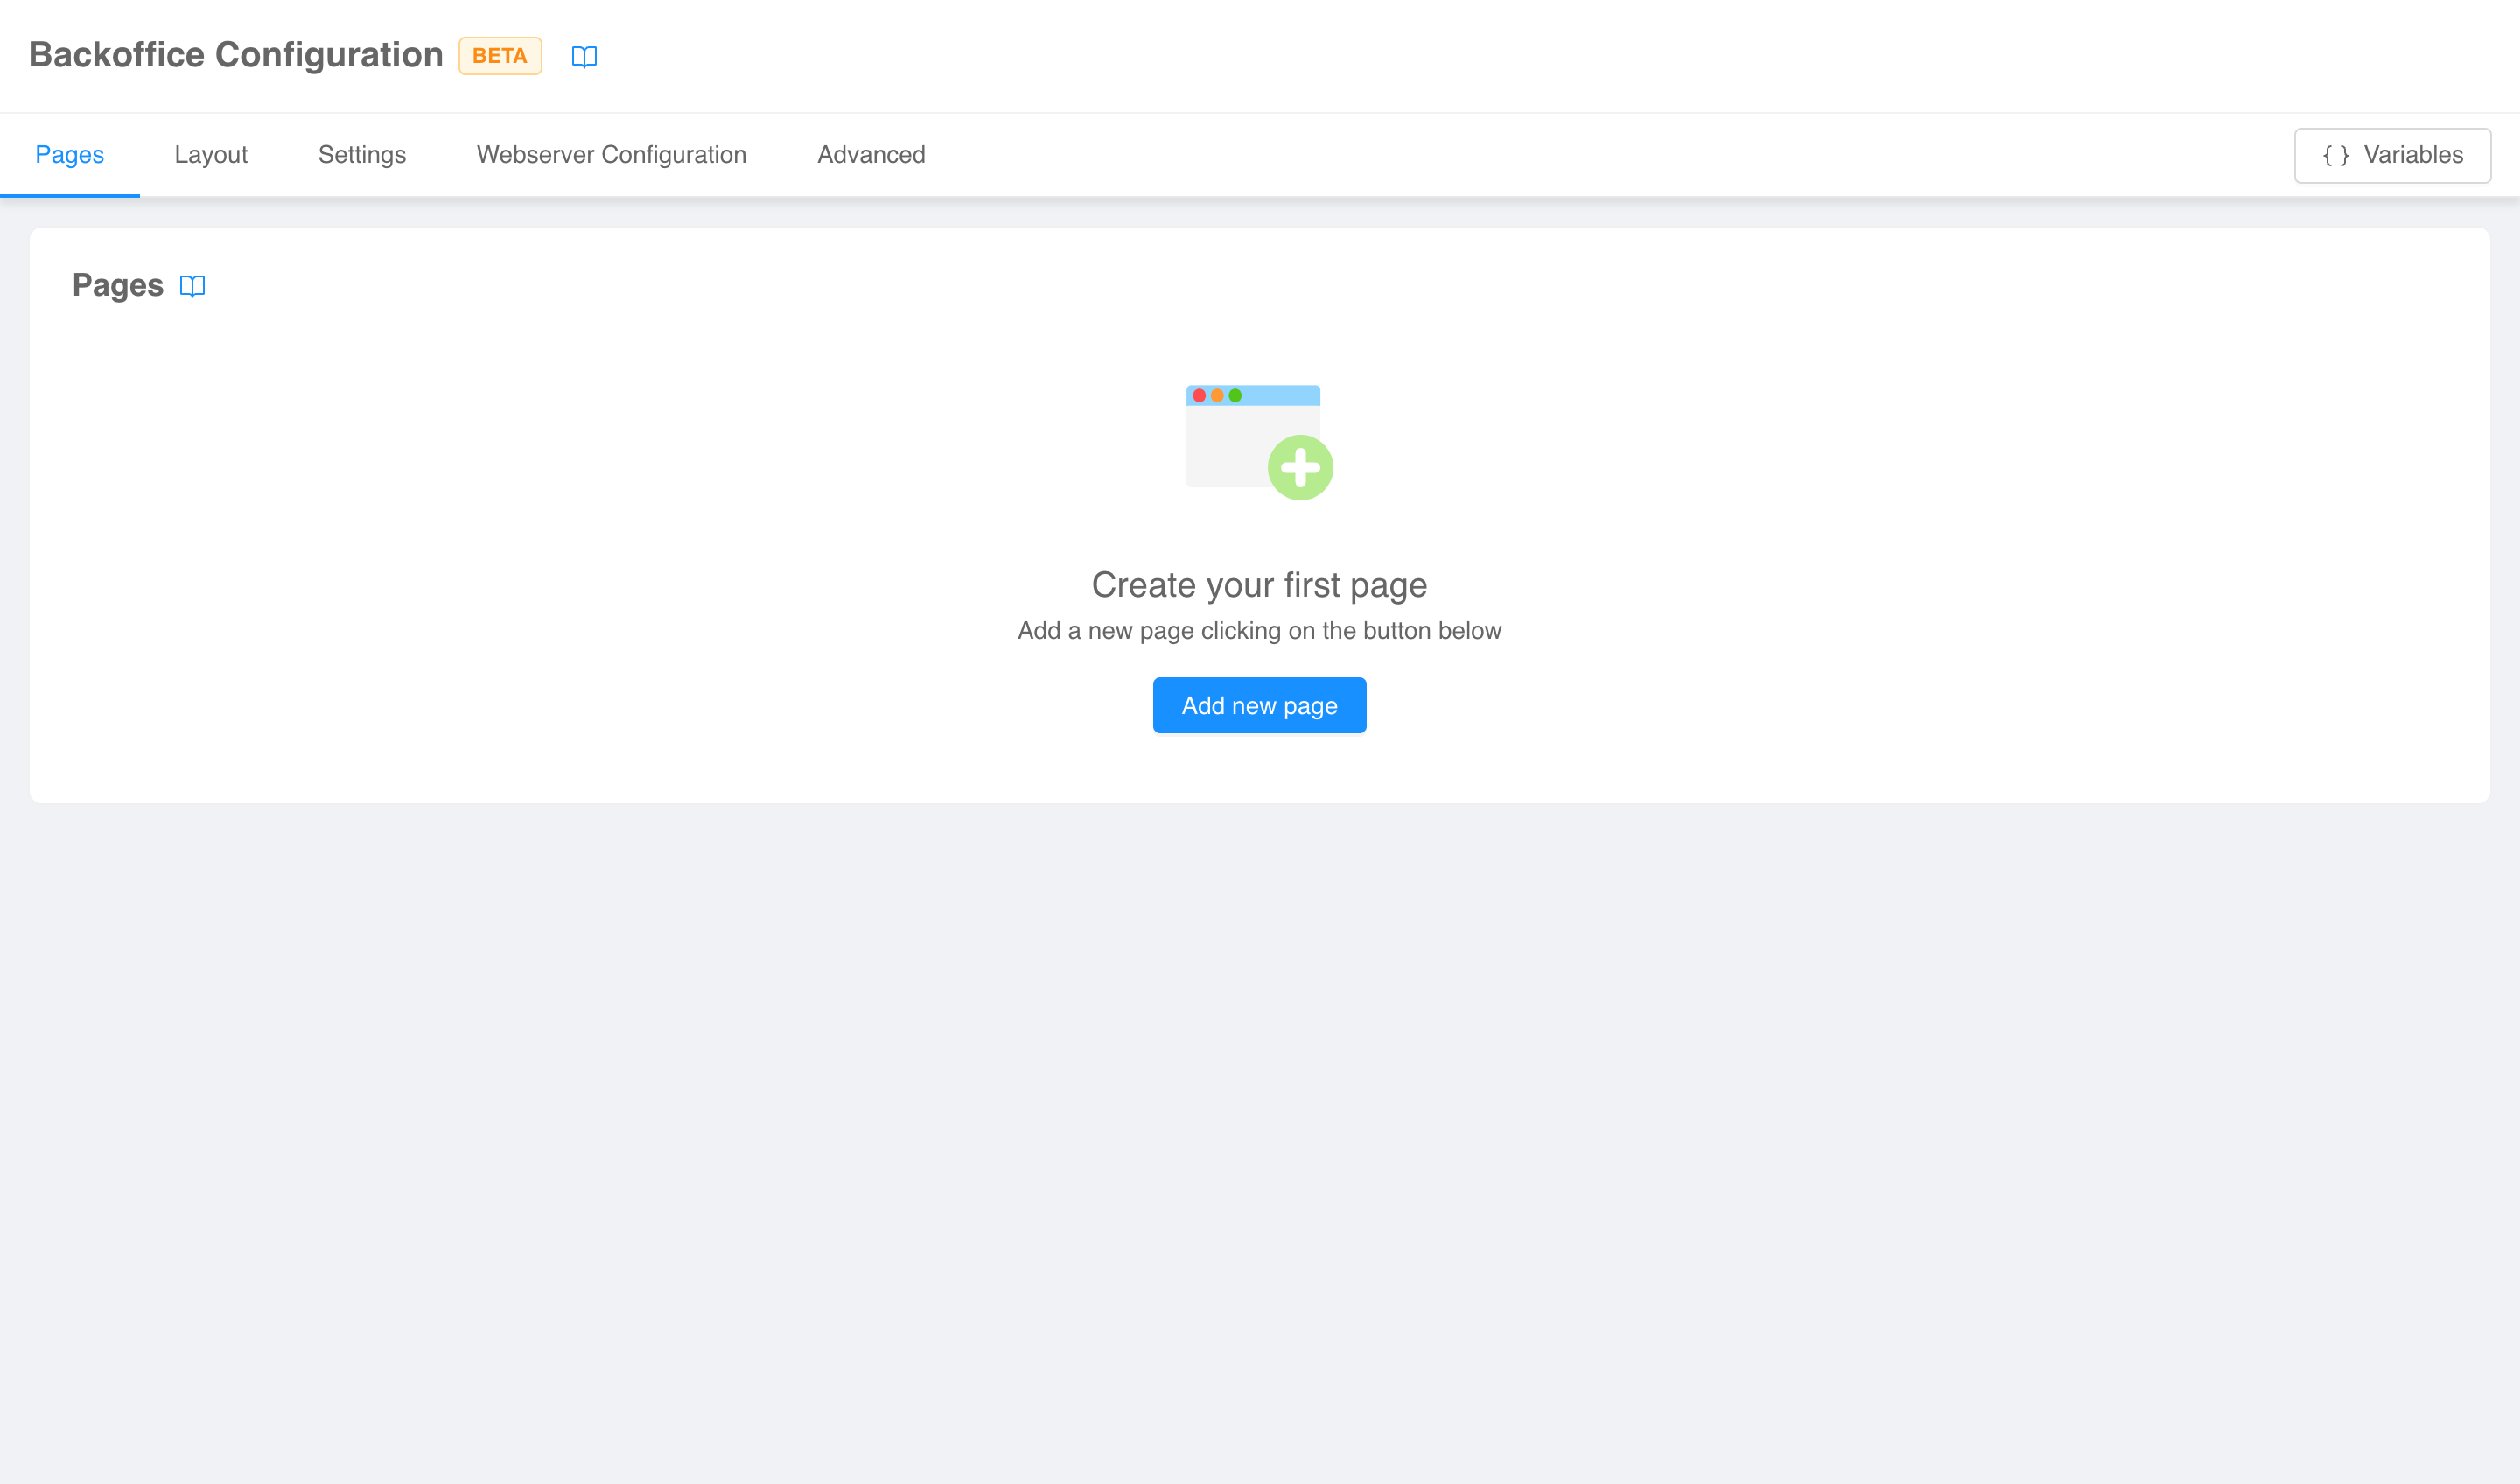 Backoffice Configuration BETA
Pages Layout Settings Webserver Configuration Advanced { } Variables
Pages
Create your first page
Add a new page clicking on the button below
Add new page